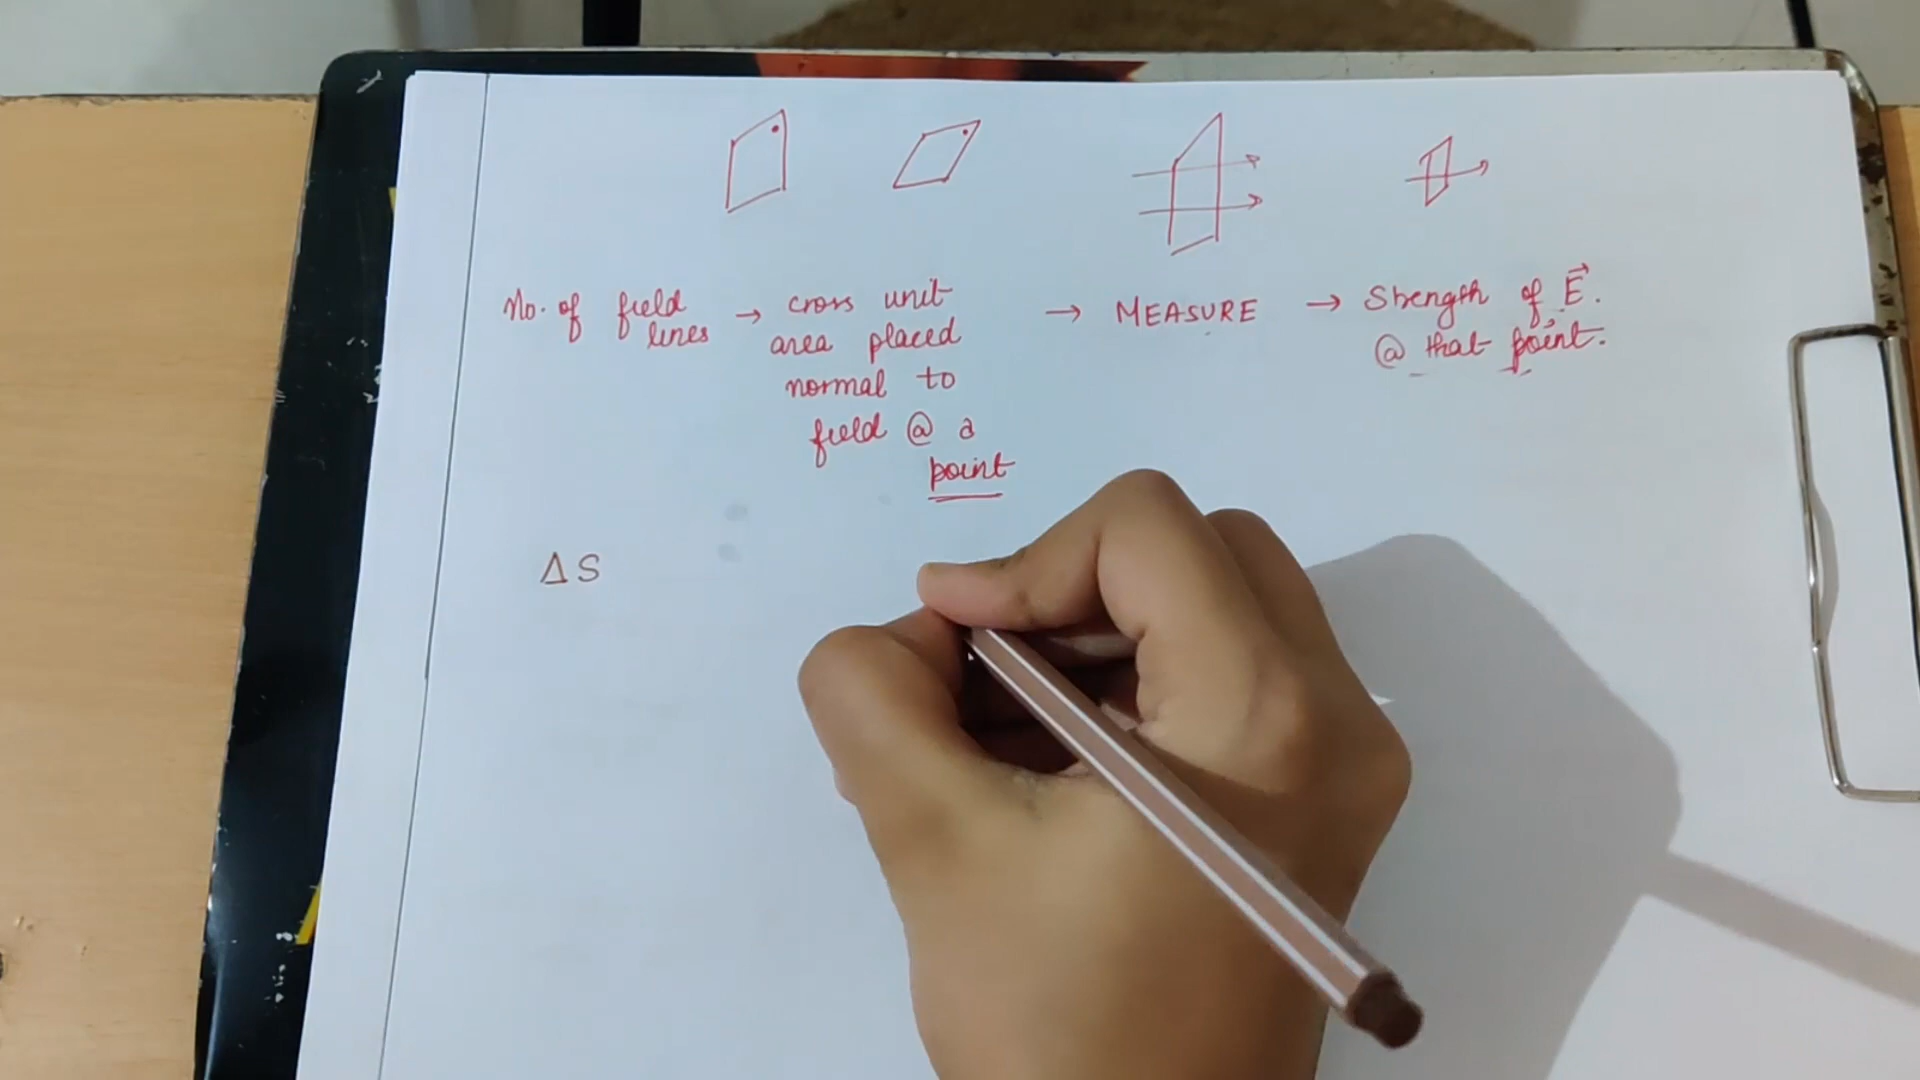 No. of field lines → cross unit area placed normal to field @ a point → MEASURE → Strength of E⃗. @ that point.
ΔS